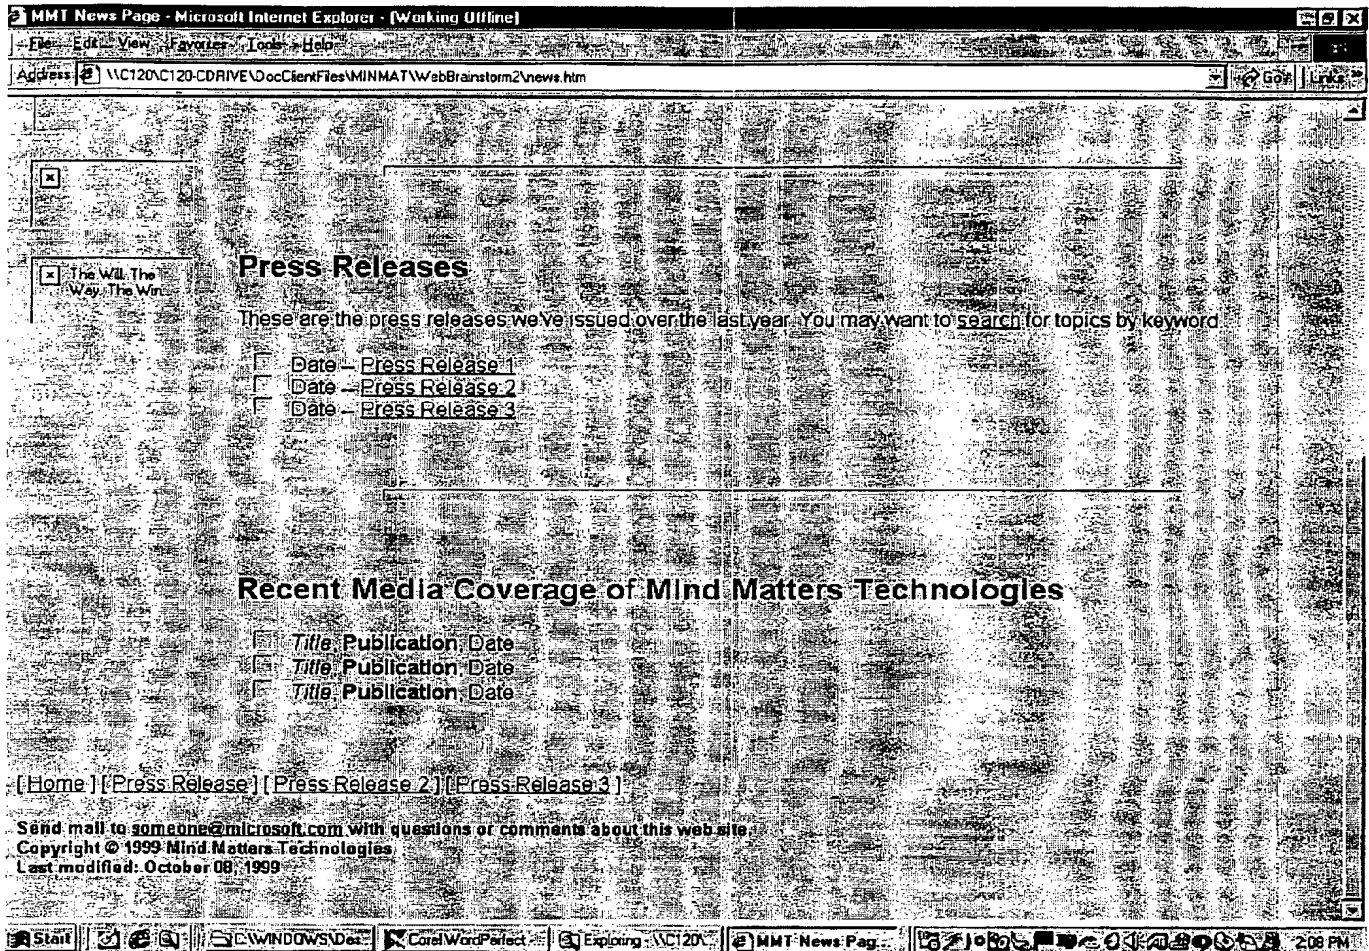 MMT News Page - Microsoft Internet Explorer - [Working Offline]
File Edit View Favorites Tools Help
Address \\C120\C120-CDRIVE\DocClientFiles\MINMAT\WebBrainstorm2\news.htm Go Links
The Will. The
Way. The Win.
Press Releases
These are the press releases we've issued over the last year. You may want to search for topics by keyword.
Date – Press Release 1
Date – Press Release 2
Date – Press Release 3
Recent Media Coverage of Mind Matters Technologies
Title, Publication, Date
Title, Publication, Date
Title, Publication, Date
[ Home ] [ Press Release ] [ Press Release 2 ] [ Press Release 3 ]
Send mail to someone@microsoft.com with questions or comments about this web site.
Copyright © 1999 Mind Matters Technologies
Last modified: October 08, 1999
Start C:\WINDOWS\Des... Corel WordPerfect - ... Exploring - \\C120\... MMT News Pag... 2:08 PM